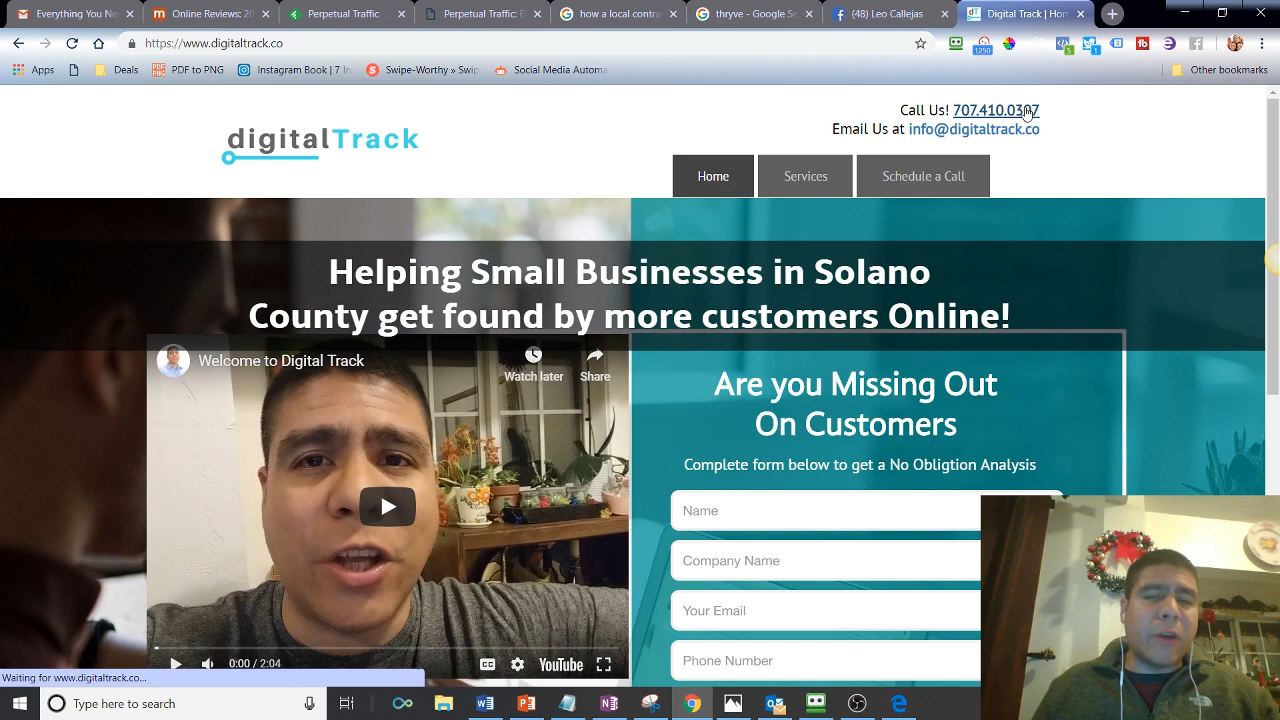 Everything You Ne
Online Reviews: 20
Perpetual Traffic
Perpetual Traffic: E
how a local contra
thryve - Google Se
(48) Leo Callejas
Digital Track | Hom
https://www.digitaltrack.co
Apps
Deals
PDF to PNG
Instagram Book | 7 In
Swipe-Worthy » Swip
Social Media Automa
Other bookmarks
Call Us! 707.410.0307
Email Us at info@digitaltrack.co
digitalTrack
Home
Services
Schedule a Call
Helping Small Businesses in Solano
County get found by more customers Online!
Welcome to Digital Track
Watch later
Share
0:00 / 2:04
CC
YouTube
Are you Missing Out
On Customers
Complete form below to get a No Obligtion Analysis
Name
Company Name
Your Email
Phone Number
Waiting for www.digitaltrack.co...
Type here to search